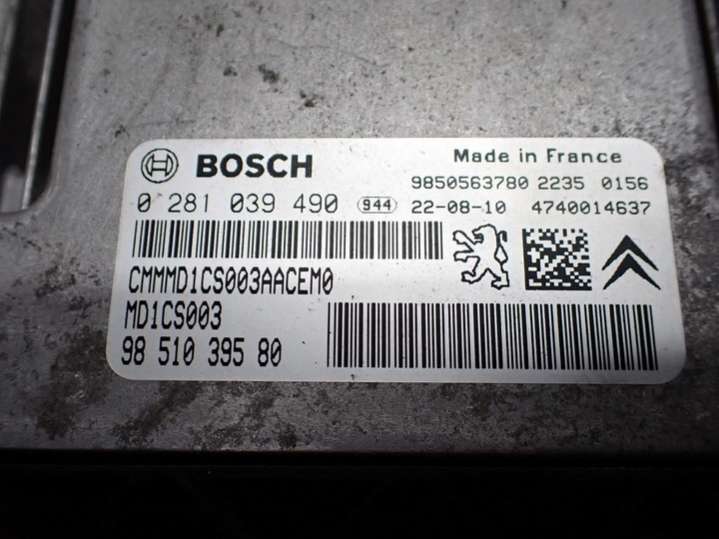 BOSCH
Made in France
9850563780 2235 0156
0 281 039 490 944 22-08-10 4740014637
CMMMD1CS003AACEM0
MD1CS003
98 510 395 80